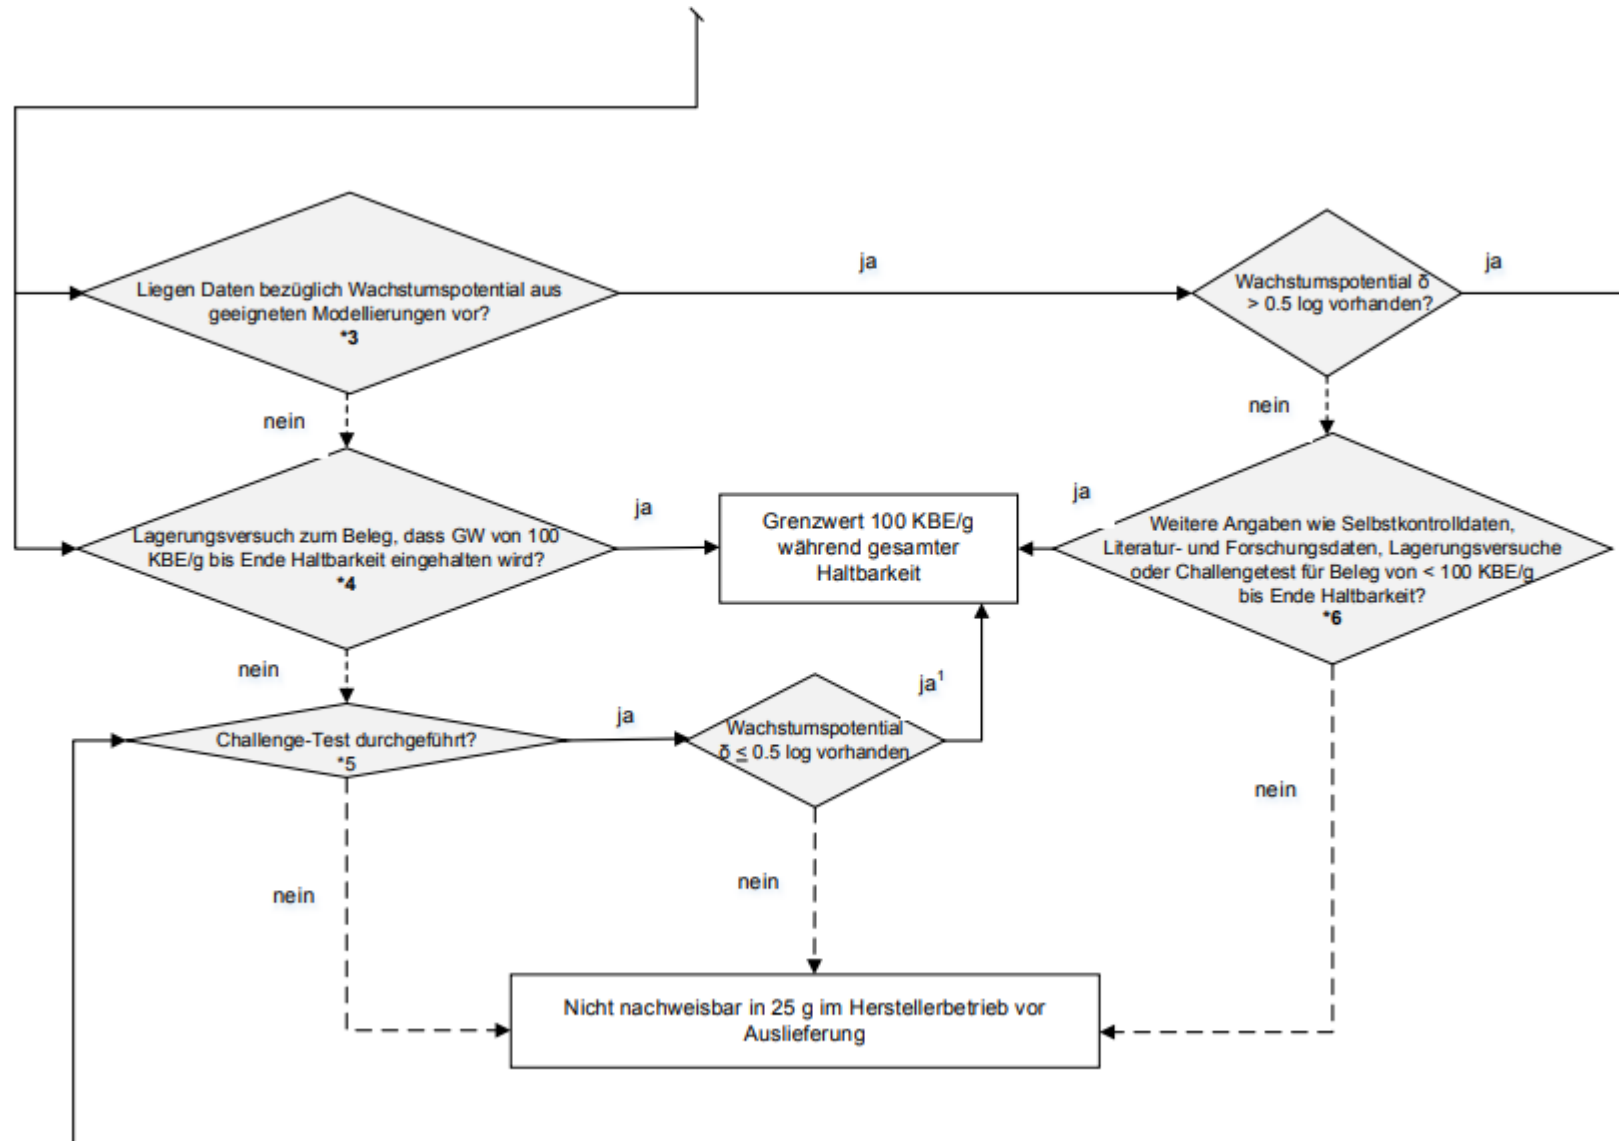 Liegen Daten bezüglich Wachstumspotential aus
geeigneten Modellierungen vor?
*3
ja
Wachstumspotential δ
> 0.5 log vorhanden?
ja
nein
nein
Lagerungsversuch zum Beleg, dass GW von 100
KBE/g bis Ende Haltbarkeit eingehalten wird?
*4
ja
Grenzwert 100 KBE/g
während gesamter
Haltbarkeit
ja
Weitere Angaben wie Selbstkontrolldaten,
Literatur- und Forschungsdaten, Lagerungsversuche
oder Challengetest für Beleg von < 100 KBE/g
bis Ende Haltbarkeit?
*6
nein
Challenge-Test durchgeführt?
*5
ja
Wachstumspotential
δ ≤ 0.5 log vorhanden
ja¹
nein
nein
nein
Nicht nachweisbar in 25 g im Herstellerbetrieb vor
Auslieferung